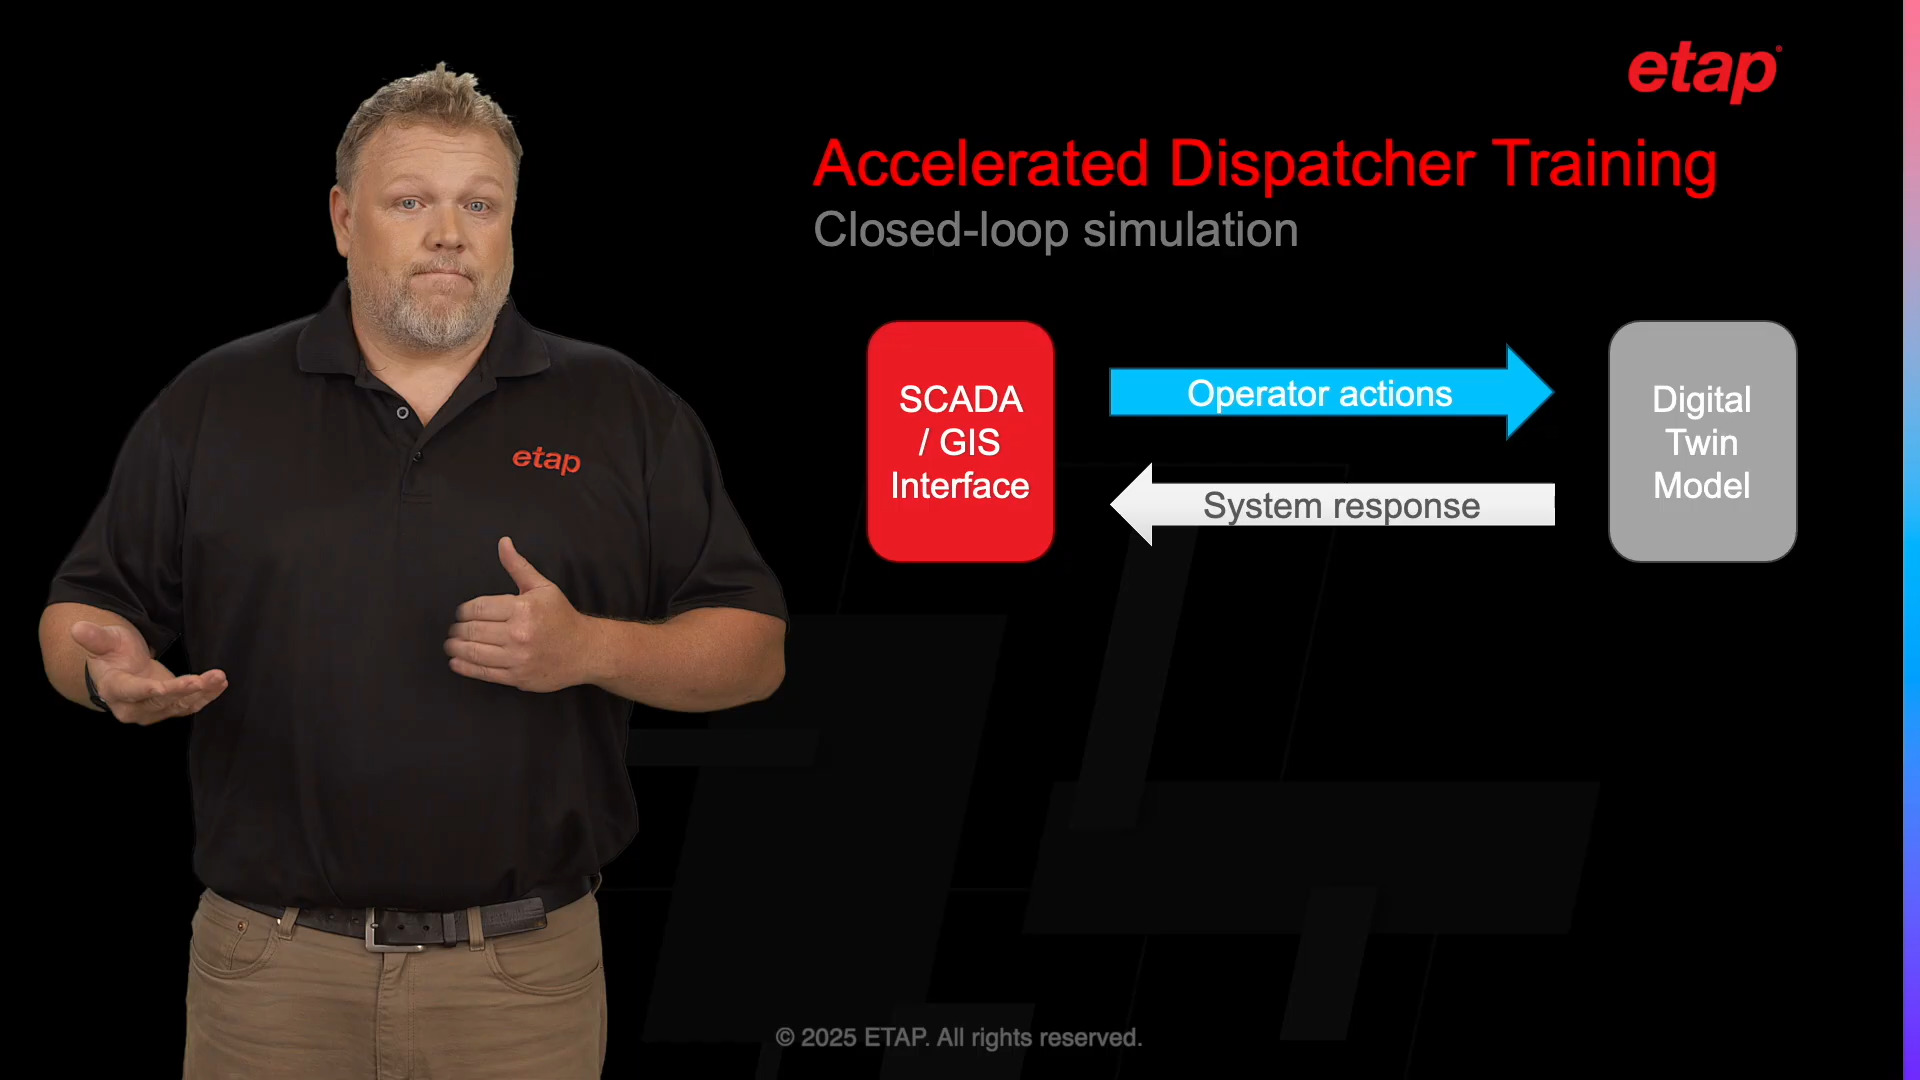 etap
Accelerated Dispatcher Training
Closed-loop simulation
SCADA
/ GIS
Interface
Operator actions
System response
Digital
Twin
Model
etap
© 2025 ETAP. All rights reserved.